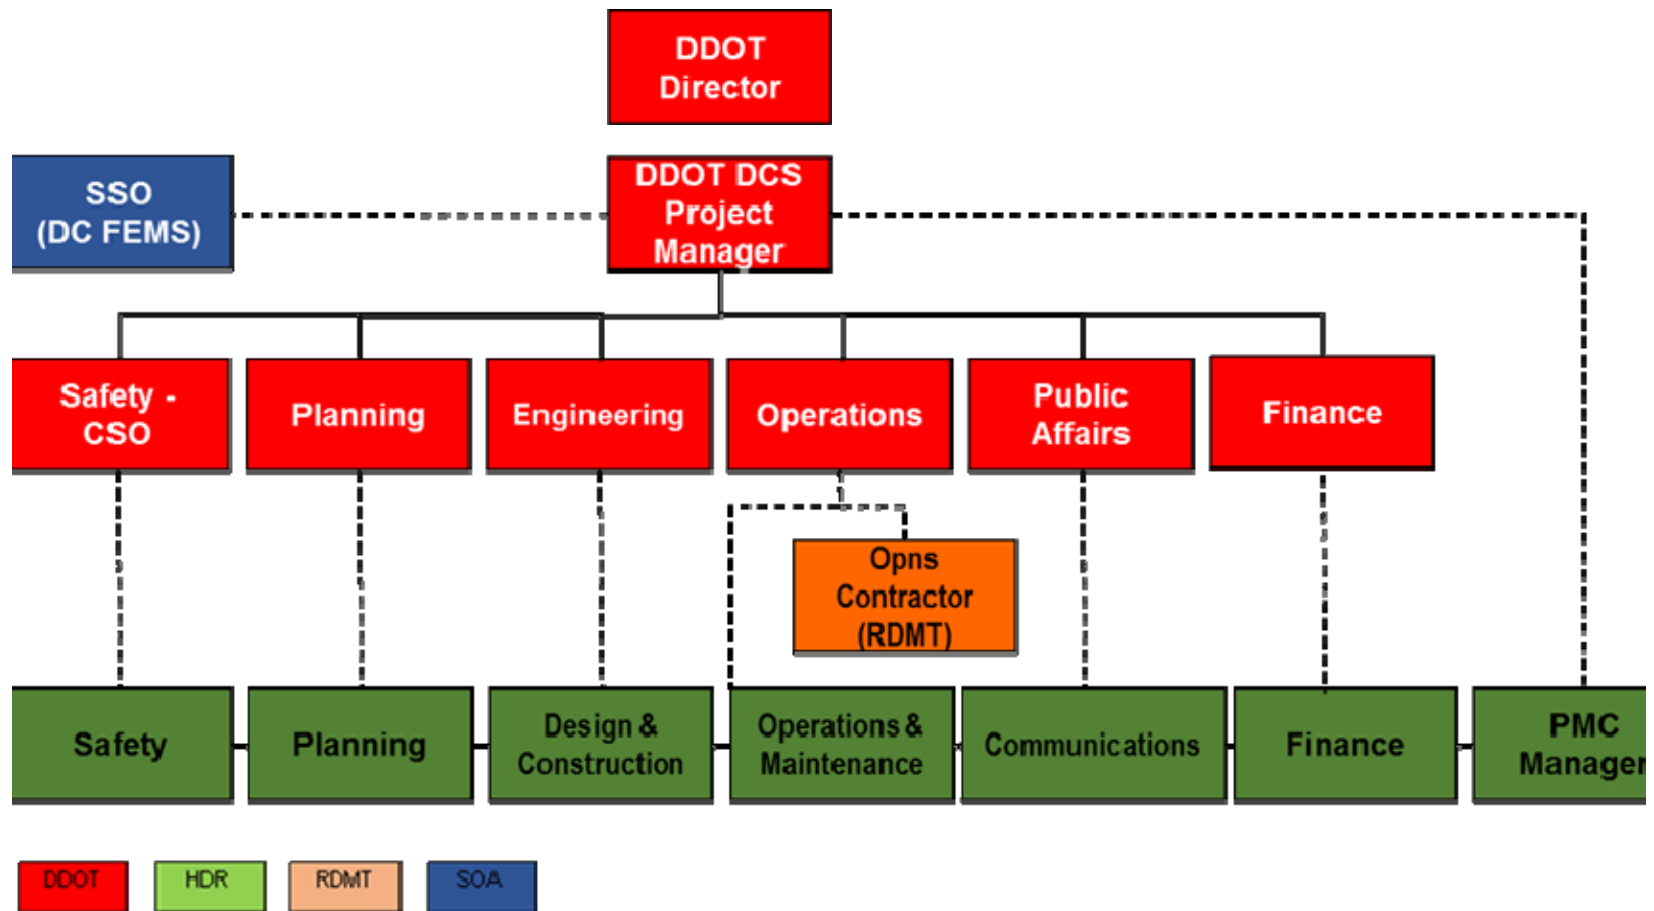 DDOT
Director
SSO
(DC FEMS)
DDOT DCS
Project
Manager
Safety -
CSO
Planning
Engineering
Operations
Public
Affairs
Finance
Opns
Contractor
(RDMT)
Safety
Planning
Design &
Construction
Operations &
Maintenance
Communications
Finance
PMC
Manager
DDOT
HDR
RDMT
SOA